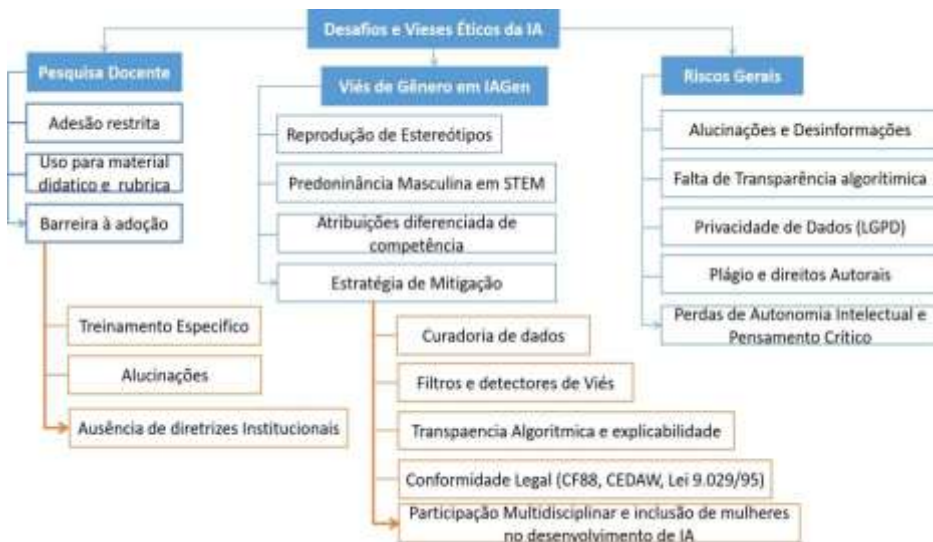 Desafios e Vieses Éticos da IA
Pesquisa Docente
Adesão restrita
Uso para material
didatico e rubrica
Barreira à adoção
Treinamento Especifico
Alucinações
Ausência de diretrizes Institucionais
Viés de Gênero em IAGen
Reprodução de Estereótipos
Predoninância Masculina em STEM
Atribuições diferenciada de
competência
Estratégia de Mitigação
Curadoria de dados
Filtros e detectores de Viés
Transpaencia Algoritmica e explicabilidade
Conformidade Legal (CF88, CEDAW, Lei 9.029/95)
Participação Multidisciplinar e inclusão de mulheres
no desenvolvimento de IA
Riscos Gerais
Alucinações e Desinformações
Falta de Transparência algoritimica
Privacidade de Dados (LGPD)
Plágio e direitos Autorais
Perdas de Autonomia Intelectual e
Pensamento Crítico